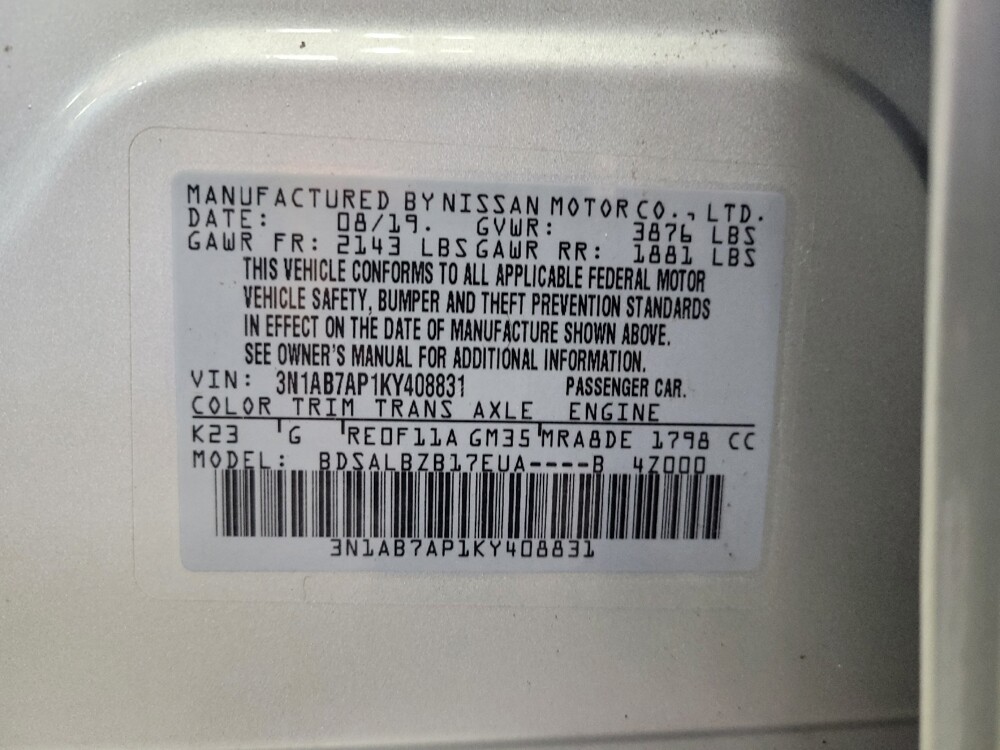 MANUFACTURED BY NISSAN MOTOR CO., LTD.
DATE: 08/19. GVWR: 3876 LBS
GAWR FR: 2143 LBS GAWR RR: 1881 LBS
THIS VEHICLE CONFORMS TO ALL APPLICABLE FEDERAL MOTOR
VEHICLE SAFETY, BUMPER AND THEFT PREVENTION STANDARDS
IN EFFECT ON THE DATE OF MANUFACTURE SHOWN ABOVE.
SEE OWNER'S MANUAL FOR ADDITIONAL INFORMATION.
VIN: 3N1AB7AP1KY408831 PASSENGER CAR.
COLOR TRIM TRANS AXLE ENGINE
K23 G RE0F11A GM35 MRA8DE 1798 CC
MODEL: BDSALBZB17EUA----B 4Z000
3N1AB7AP1KY408831